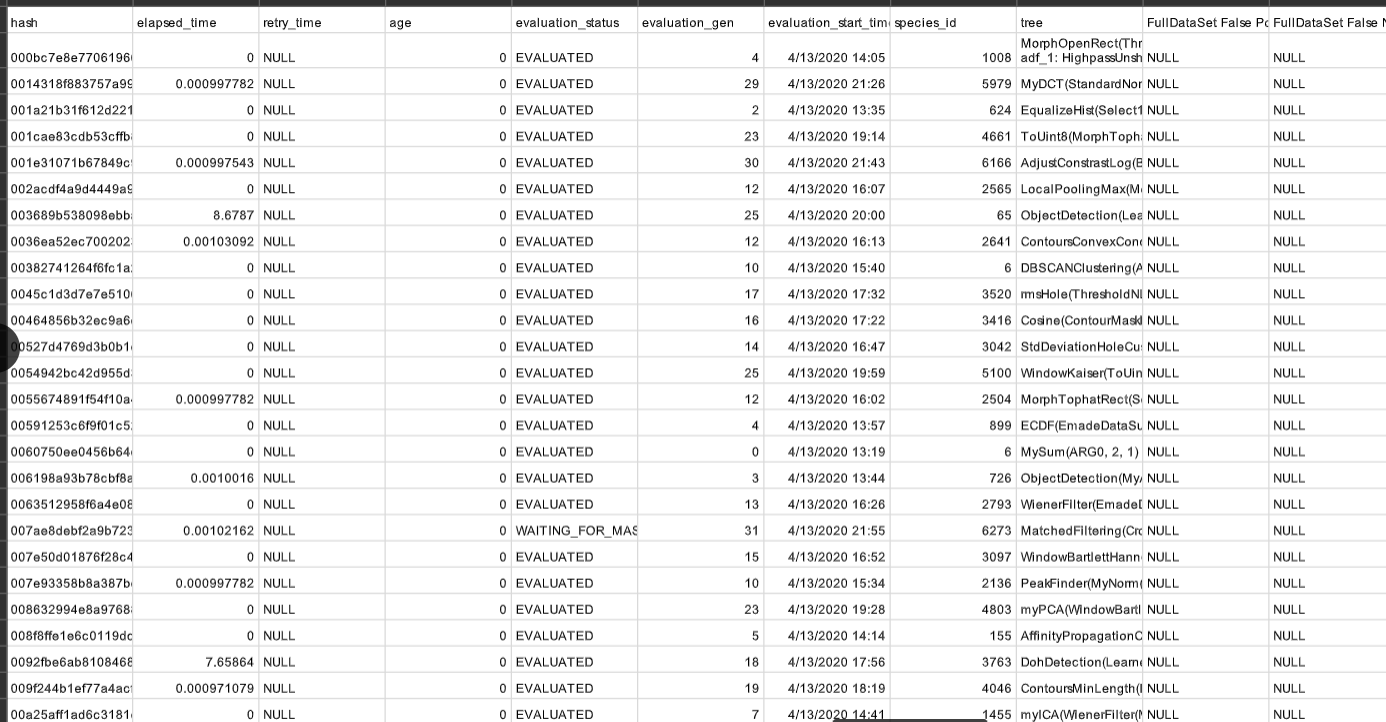 hash elapsed_time retry_time age evaluation_status evaluation_gen evaluation_start_tim species_id tree FullDataSet False Po FullDataSet False N
000bc7e8e7706196 0 NULL 0 EVALUATED 4 4/13/2020 14:05 1008 MorphOpenRect(Thr NULL NULL
adf_1: HighpassUnsh
0014318f883757a99 0.000997782 NULL 0 EVALUATED 29 4/13/2020 21:26 5979 MyDCT(StandardNor NULL NULL
001a21b31f612d221 0 NULL 0 EVALUATED 2 4/13/2020 13:35 624 EqualizeHist(Select1 NULL NULL
001cae83cdb53cffb 0 NULL 0 EVALUATED 23 4/13/2020 19:14 4661 ToUint8(MorphToph NULL NULL
001e31071b67849c 0.000997543 NULL 0 EVALUATED 30 4/13/2020 21:43 6166 AdjustConstrastLog(B NULL NULL
002acdf4a9d4449a9 0 NULL 0 EVALUATED 12 4/13/2020 16:07 2565 LocalPoolingMax(M NULL NULL
003689b538098ebb 8.6787 NULL 0 EVALUATED 25 4/13/2020 20:00 65 ObjectDetection(Lea NULL NULL
0036ea52ec700202 0.00103092 NULL 0 EVALUATED 12 4/13/2020 16:13 2641 ContoursConvexConc NULL NULL
00382741264f6fc1a 0 NULL 0 EVALUATED 10 4/13/2020 15:40 6 DBSCANClustering(A NULL NULL
0045c1d3d7e7e510 0 NULL 0 EVALUATED 17 4/13/2020 17:32 3520 rmsHole(ThresholdNI NULL NULL
00464856b32ec9a6 0 NULL 0 EVALUATED 16 4/13/2020 17:22 3416 Cosine(ContourMask NULL NULL
00527d4769d3b0b1 0 NULL 0 EVALUATED 14 4/13/2020 16:47 3042 StdDeviationHoleCu NULL NULL
0054942bc42d955d 0 NULL 0 EVALUATED 25 4/13/2020 19:59 5100 WindowKaiser(ToUin NULL NULL
0055674891f54f10a 0.000997782 NULL 0 EVALUATED 12 4/13/2020 16:02 2504 MorphTophatRect(S NULL NULL
00591253c6f9f01c5 0 NULL 0 EVALUATED 4 4/13/2020 13:57 899 ECDF(EmadeDataSu NULL NULL
0060750ee0456b64 0 NULL 0 EVALUATED 0 4/13/2020 13:19 6 MySum(ARG0, 2, 1) NULL NULL
006198a93b78cbf8a 0.0010016 NULL 0 EVALUATED 3 4/13/2020 13:44 726 ObjectDetection(My NULL NULL
0063512958f6a4e08 0 NULL 0 EVALUATED 13 4/13/2020 16:26 2793 WienerFilter(Emade NULL NULL
007ae8debf2a9b723 0.00102162 NULL 0 WAITING_FOR_MAS 31 4/13/2020 21:55 6273 MatchedFiltering(Cr NULL NULL
007e50d01876f28c4 0 NULL 0 EVALUATED 15 4/13/2020 16:52 3097 WindowBartlettHann NULL NULL
007e93358b8a387b 0.000997782 NULL 0 EVALUATED 10 4/13/2020 15:34 2136 PeakFinder(MyNorm( NULL NULL
008632994e8a9768 0 NULL 0 EVALUATED 23 4/13/2020 19:28 4803 myPCA(WindowBartl NULL NULL
008f8ffe1e6c0119dc 0 NULL 0 EVALUATED 5 4/13/2020 14:14 155 AffinityPropagationC NULL NULL
0092fbe6ab8108468 7.65864 NULL 0 EVALUATED 18 4/13/2020 17:56 3763 DohDetection(Learn NULL NULL
009f244b1ef77a4ac 0.000971079 NULL 0 EVALUATED 19 4/13/2020 18:19 4046 ContoursMinLength( NULL NULL
00a25aff1ad6c3181 0 NULL 0 EVALUATED 7 4/13/2020 14:41 1455 myICA(WienerFilter( NULL NULL